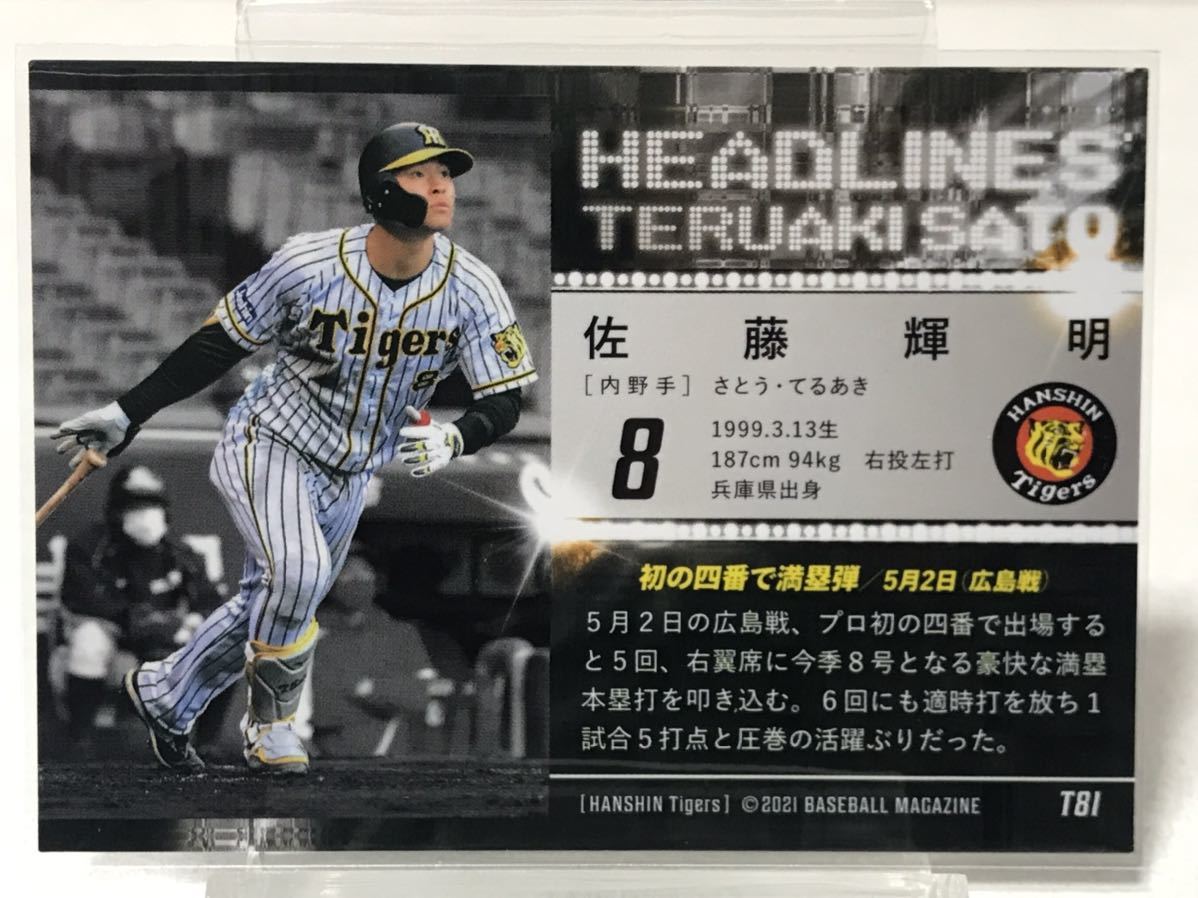 HEADLINES
TERUAKI SATO
佐藤輝明
[内野手] さとう・てるあき
8
1999.3.13生
187cm 94kg 右投左打
兵庫県出身
HANSHIN
Tigers
Tigers
8
初の四番で満塁弾／5月2日（広島戦）
5月2日の広島戦、プロ初の四番で出場する
と5回、右翼席に今季8号となる豪快な満塁
本塁打を叩き込む。6回にも適時打を放ち1
試合5打点と圧巻の活躍ぶりだった。
[HANSHIN Tigers] ©2021 BASEBALL MAGAZINE
T81